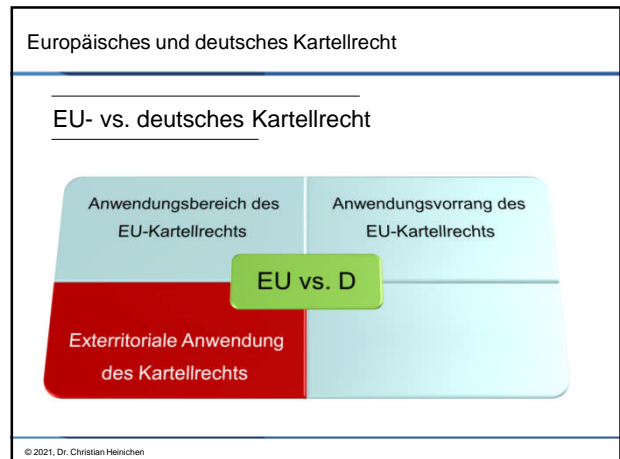 Europäisches und deutsches Kartellrecht
EU- vs. deutsches Kartellrecht
Anwendungsbereich des
EU-Kartellrechts
Anwendungsvorrang des
EU-Kartellrechts
EU vs. D
Exterritoriale Anwendung
des Kartellrechts
© 2021, Dr. Christian Heinichen